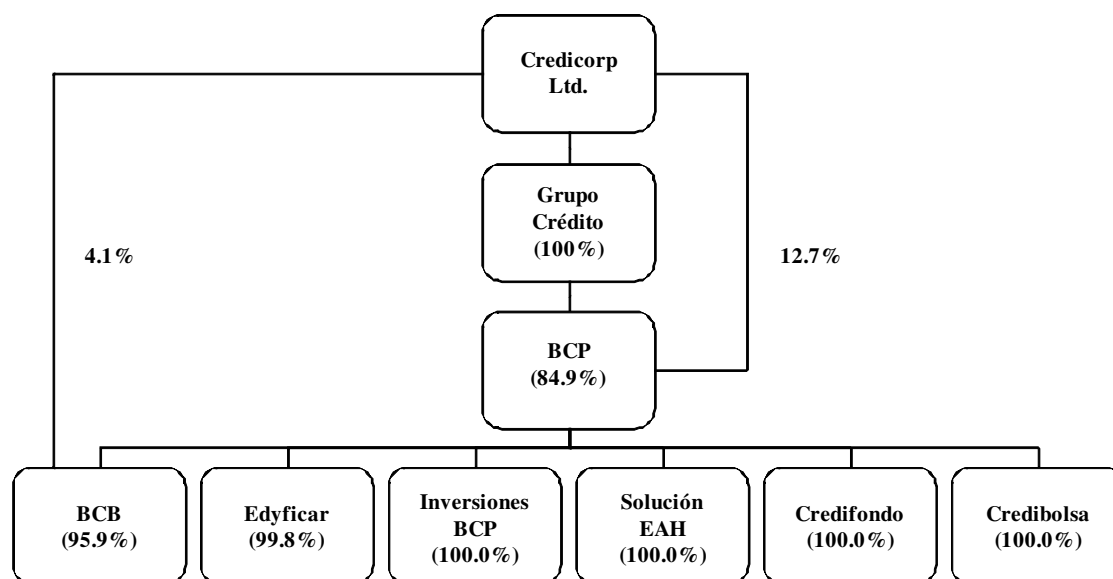 Credicorp
Ltd.
Grupo
Crédito
(100%)
4.1%
12.7%
BCP
(84.9%)
BCB
(95.9%)
Edyficar
(99.8%)
Inversiones
BCP
(100.0%)
Solución
EAH
(100.0%)
Credifondo
(100.0%)
Credibolsa
(100.0%)